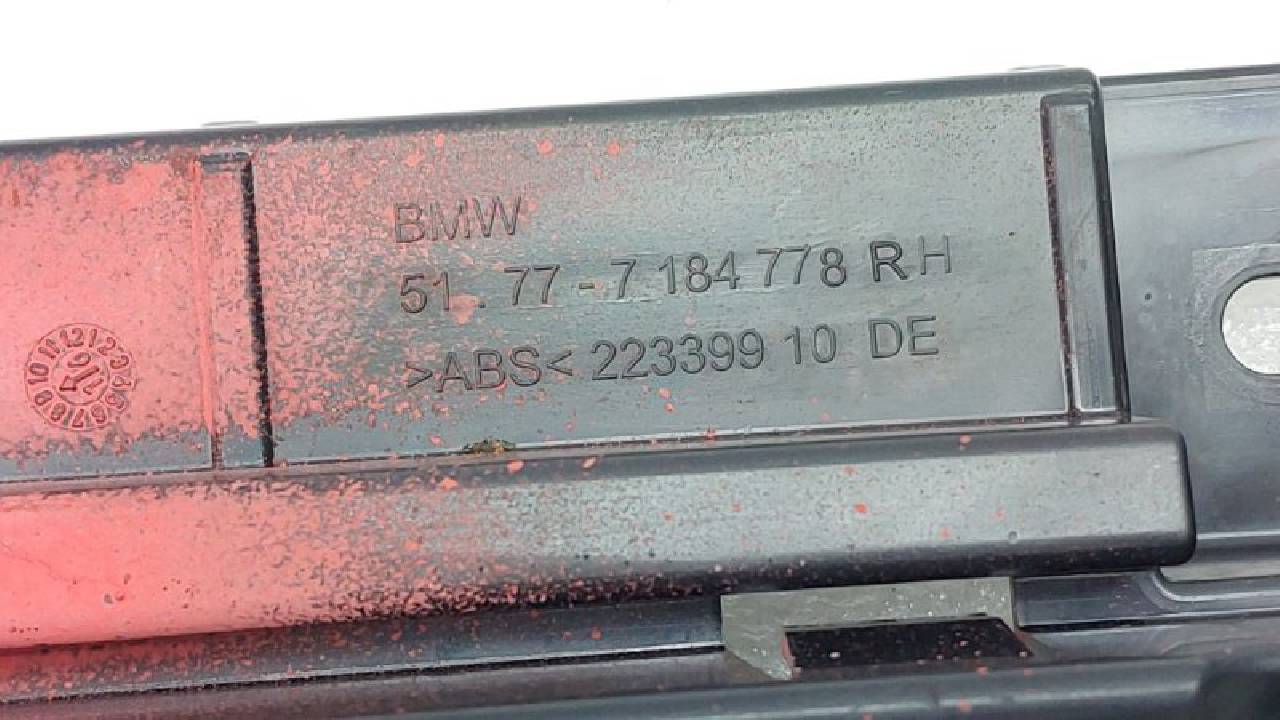 BMW
51.77-7 184 778 RH
>ABS< 223399 10 DE